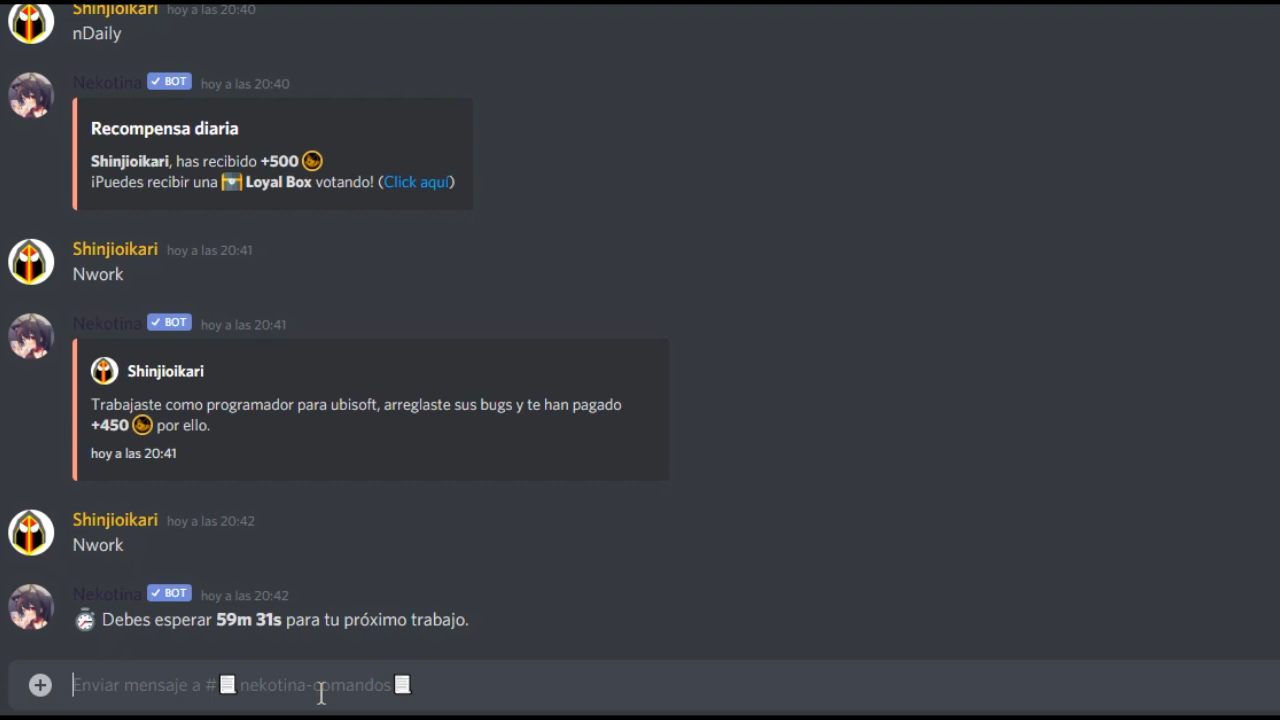 Shinjioikari hoy a las 20:40
nDaily
Nekotina ✓ BOT hoy a las 20:40
Recompensa diaria
Shinjioikari, has recibido +500
¡Puedes recibir una Loyal Box votando! (Click aquí)
Shinjioikari hoy a las 20:41
Nwork
Nekotina ✓ BOT hoy a las 20:41
Shinjioikari
Trabajaste como programador para ubisoft, arreglaste sus bugs y te han pagado
+450 por ello.
hoy a las 20:41
Shinjioikari hoy a las 20:42
Nwork
Nekotina ✓ BOT hoy a las 20:42
Debes esperar 59m 31s para tu próximo trabajo.
Enviar mensaje a #📃nekotina-comandos📃